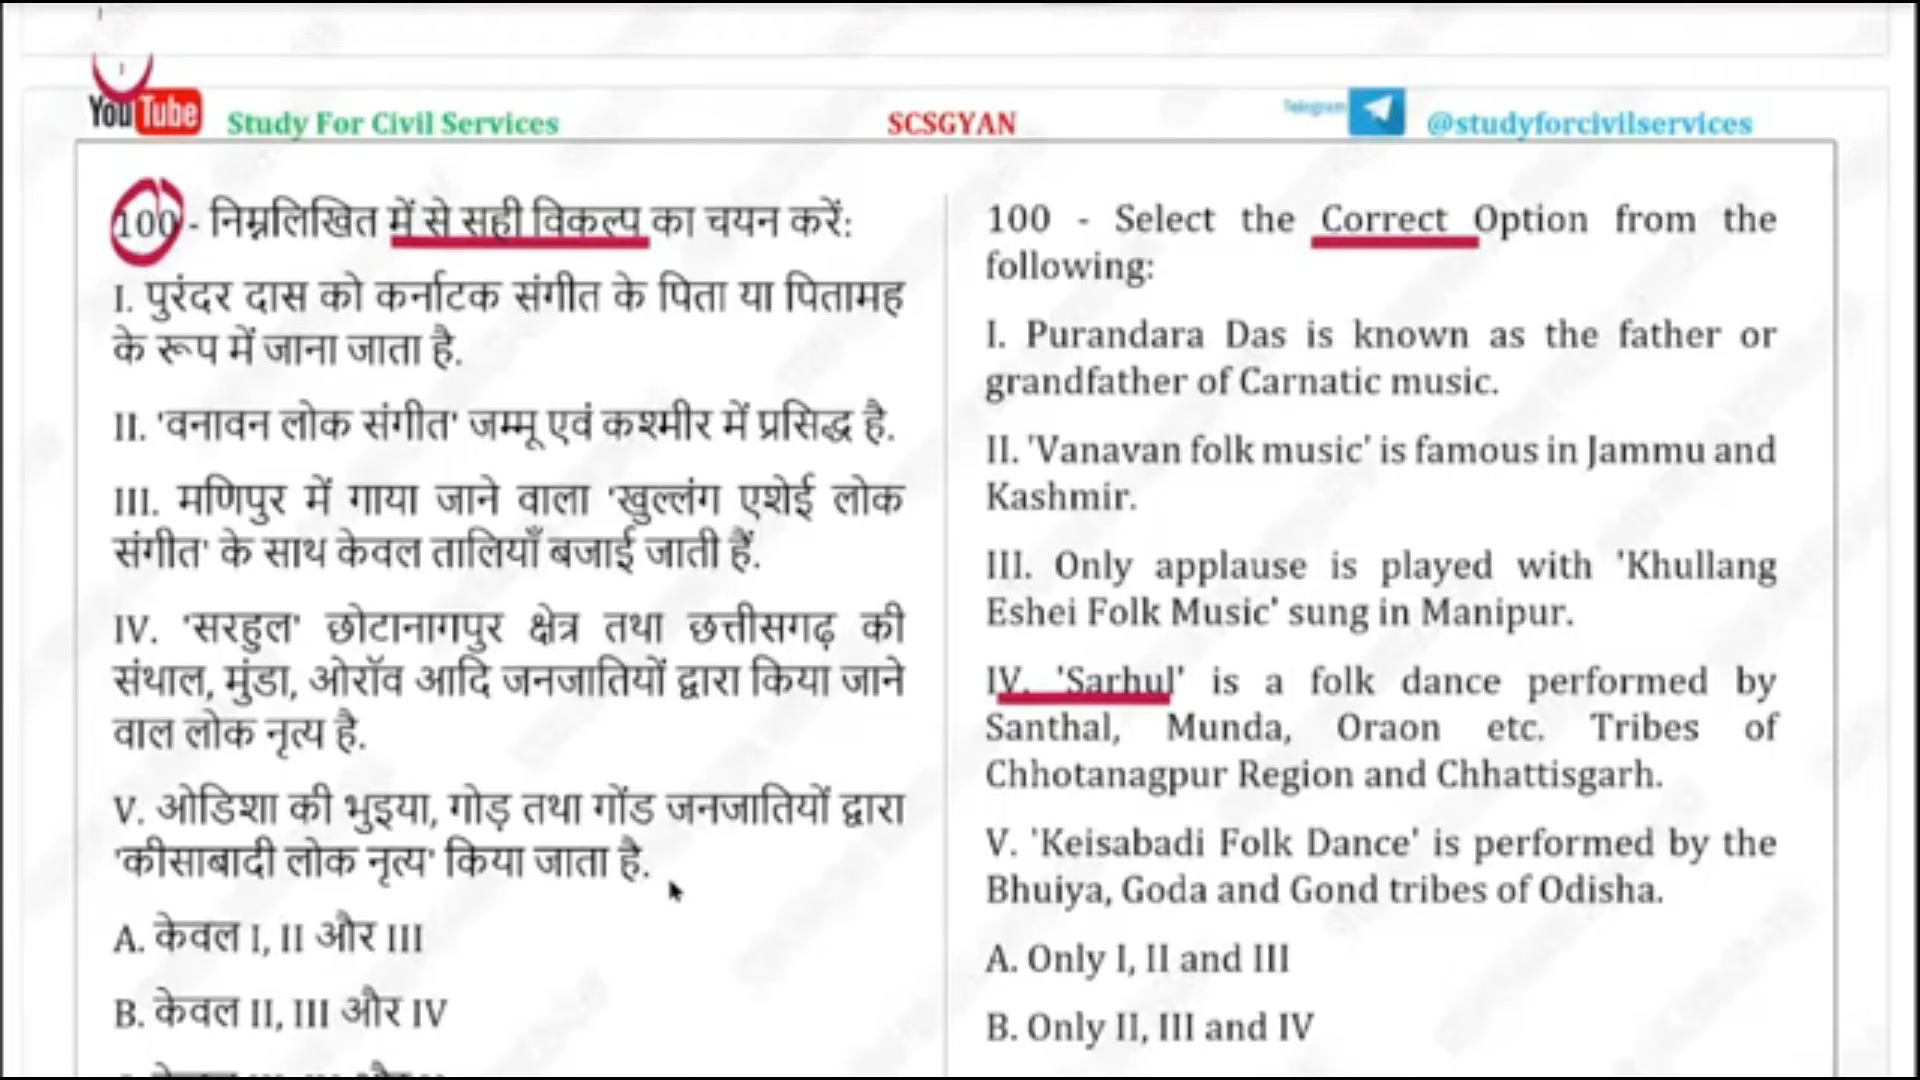 YouTube Study For Civil Services SCSGYAN Telegram @studyforcivilservices
100 - निम्नलिखित में से सही विकल्प का चयन करें:
I. पुरंदर दास को कर्नाटक संगीत के पिता या पितामह
के रूप में जाना जाता है.
II. 'वनावन लोक संगीत' जम्मू एवं कश्मीर में प्रसिद्ध है.
III. मणिपुर में गाया जाने वाला 'खुल्लंग एशेई लोक
संगीत' के साथ केवल तालियाँ बजाई जाती हैं.
IV. 'सरहुल' छोटानागपुर क्षेत्र तथा छत्तीसगढ़ की
संथाल, मुंडा, ओरॉव आदि जनजातियों द्वारा किया जाने
वाल लोक नृत्य है.
V. ओडिशा की भुइया, गोड़ तथा गोंड जनजातियों द्वारा
'कीसाबादी लोक नृत्य' किया जाता है.
A. केवल I, II और III
B. केवल II, III और IV
100 - Select the Correct Option from the
following:
I. Purandara Das is known as the father or
grandfather of Carnatic music.
II. 'Vanavan folk music' is famous in Jammu and
Kashmir.
III. Only applause is played with 'Khullang
Eshei Folk Music' sung in Manipur.
IV. 'Sarhul' is a folk dance performed by
Santhal, Munda, Oraon etc. Tribes of
Chhotanagpur Region and Chhattisgarh.
V. 'Keisabadi Folk Dance' is performed by the
Bhuiya, Goda and Gond tribes of Odisha.
A. Only I, II and III
B. Only II, III and IV